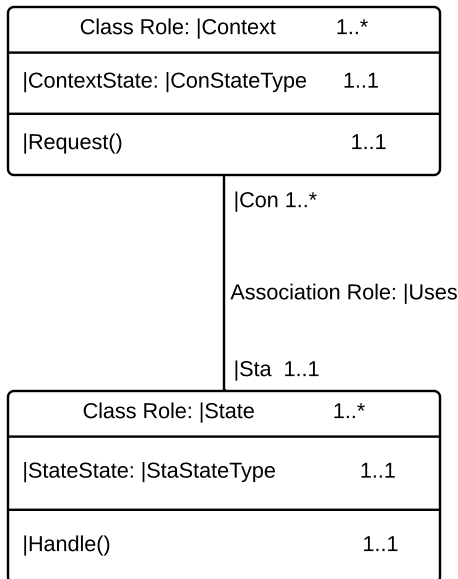 Class Role: |Context 1..*
|ContextState: |ConStateType 1..1
|Request() 1..1
|Con 1..*
Association Role: |Uses
|Sta 1..1
Class Role: |State 1..*
|StateState: |StaStateType 1..1
|Handle() 1..1